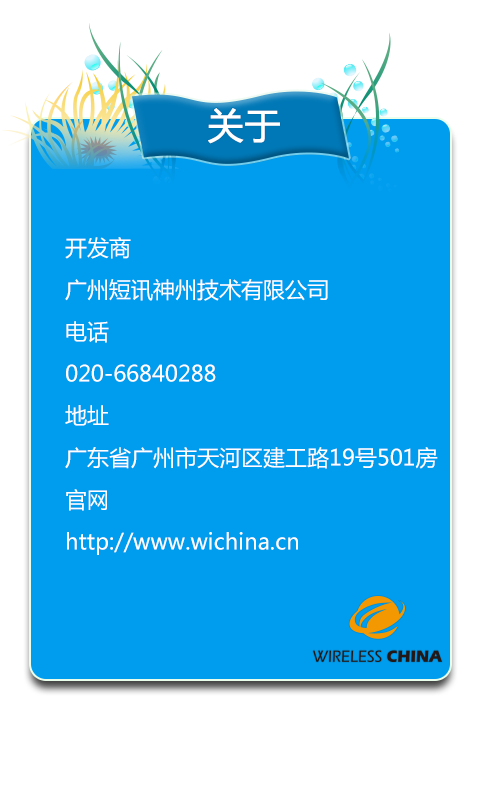 关于
开发商
广州短讯神州技术有限公司
电话
020-66840288
地址
广东省广州市天河区建工路19号501房
官网
http://www.wichina.cn
WIRELESS CHINA